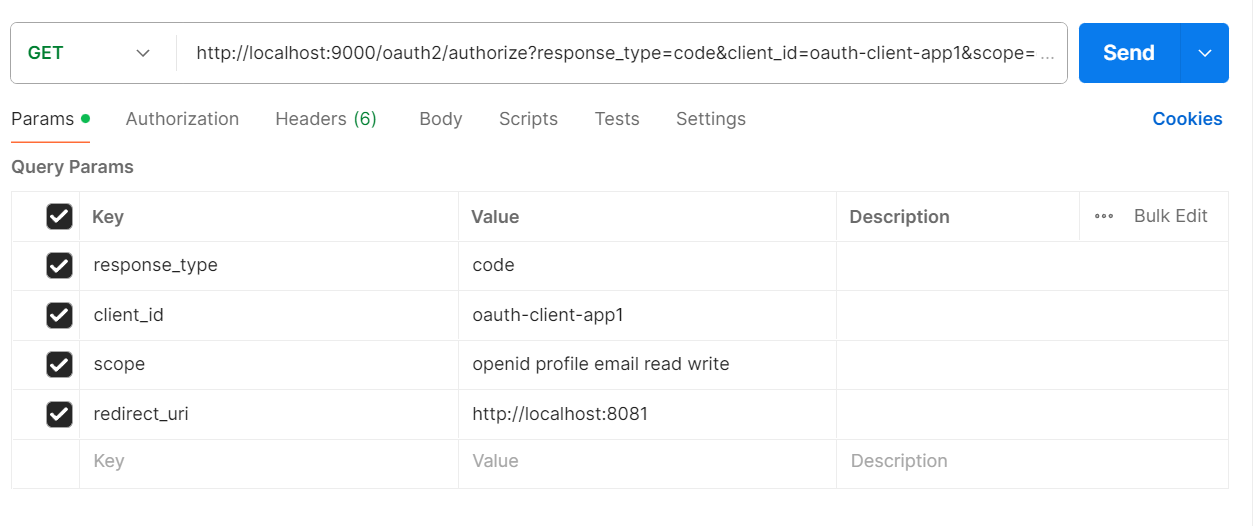 GET http://localhost:9000/oauth2/authorize?response_type=code&client_id=oauth-client-app1&scope= ... Send
Params Authorization Headers (6) Body Scripts Tests Settings Cookies
Query Params
Key Value Description ••• Bulk Edit
response_type code
client_id oauth-client-app1
scope openid profile email read write
redirect_uri http://localhost:8081
Key Value Description